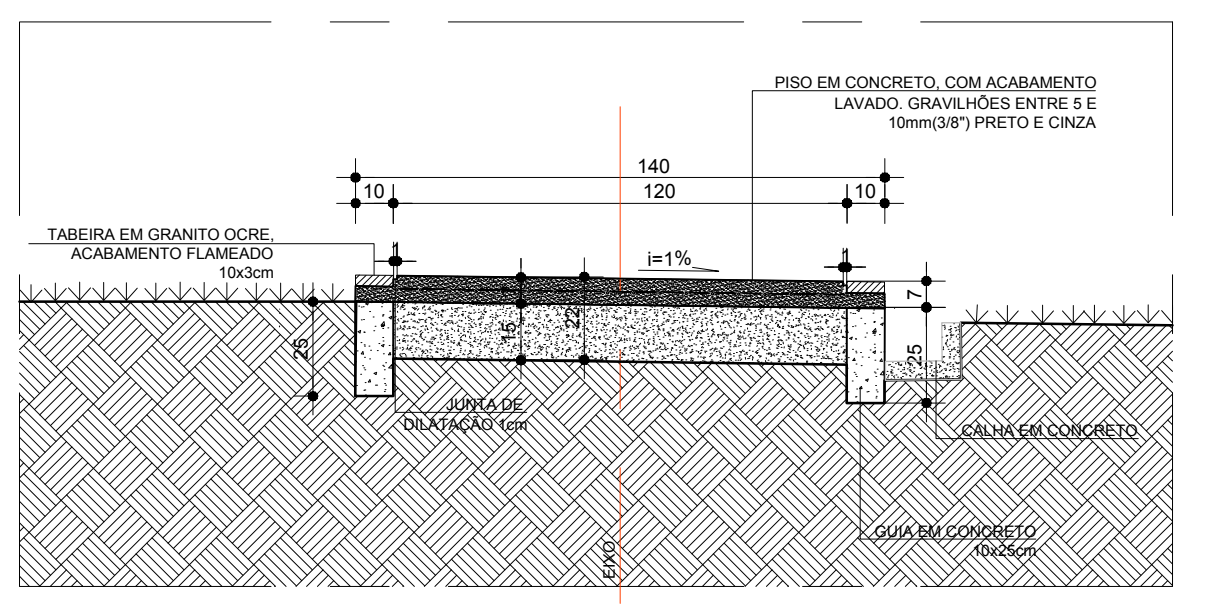 PISO EM CONCRETO, COM ACABAMENTO
LAVADO. GRAVILHÕES ENTRE 5 E
10mm(3/8") PRETO E CINZA
140
10
120
10
TABEIRA EM GRANITO OCRE,
ACABAMENTO FLAMEADO
10x3cm
1
i=1%
1
7
15
22
25
25
JUNTA DE
DILATAÇÃO 1cm
CALHA EM CONCRETO
GUIA EM CONCRETO
10x25cm
EIXO